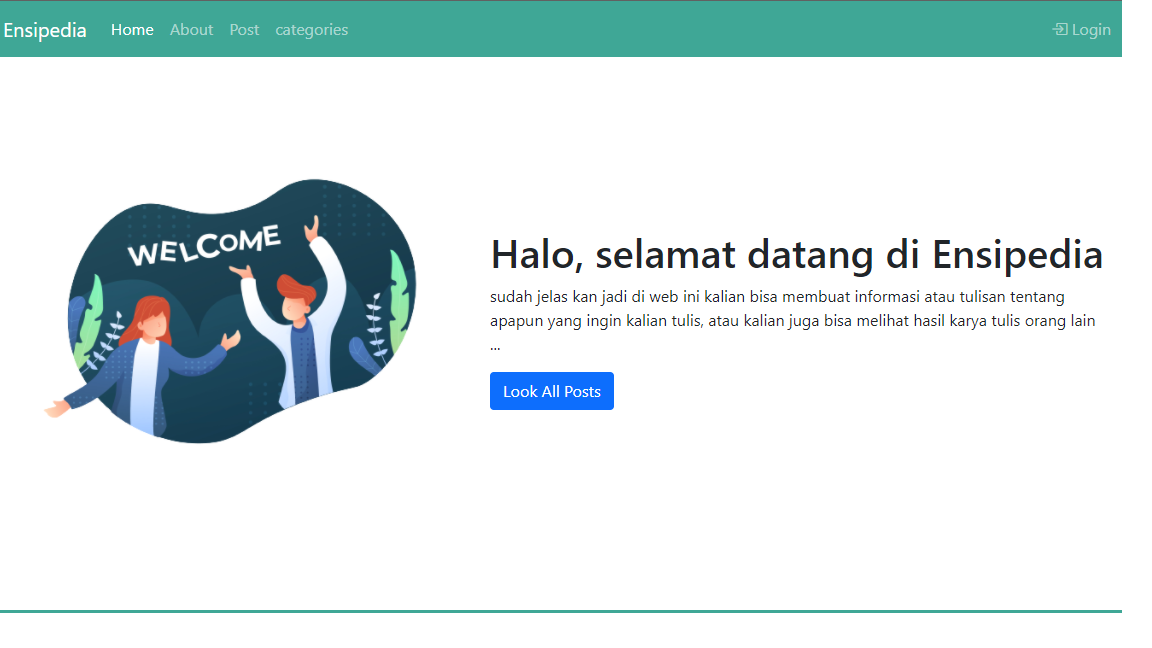 Ensipedia Home About Post categories Login
WELCOME
Halo, selamat datang di Ensipedia
sudah jelas kan jadi di web ini kalian bisa membuat informasi atau tulisan tentang
apapun yang ingin kalian tulis, atau kalian juga bisa melihat hasil karya tulis orang lain
...
Look All Posts